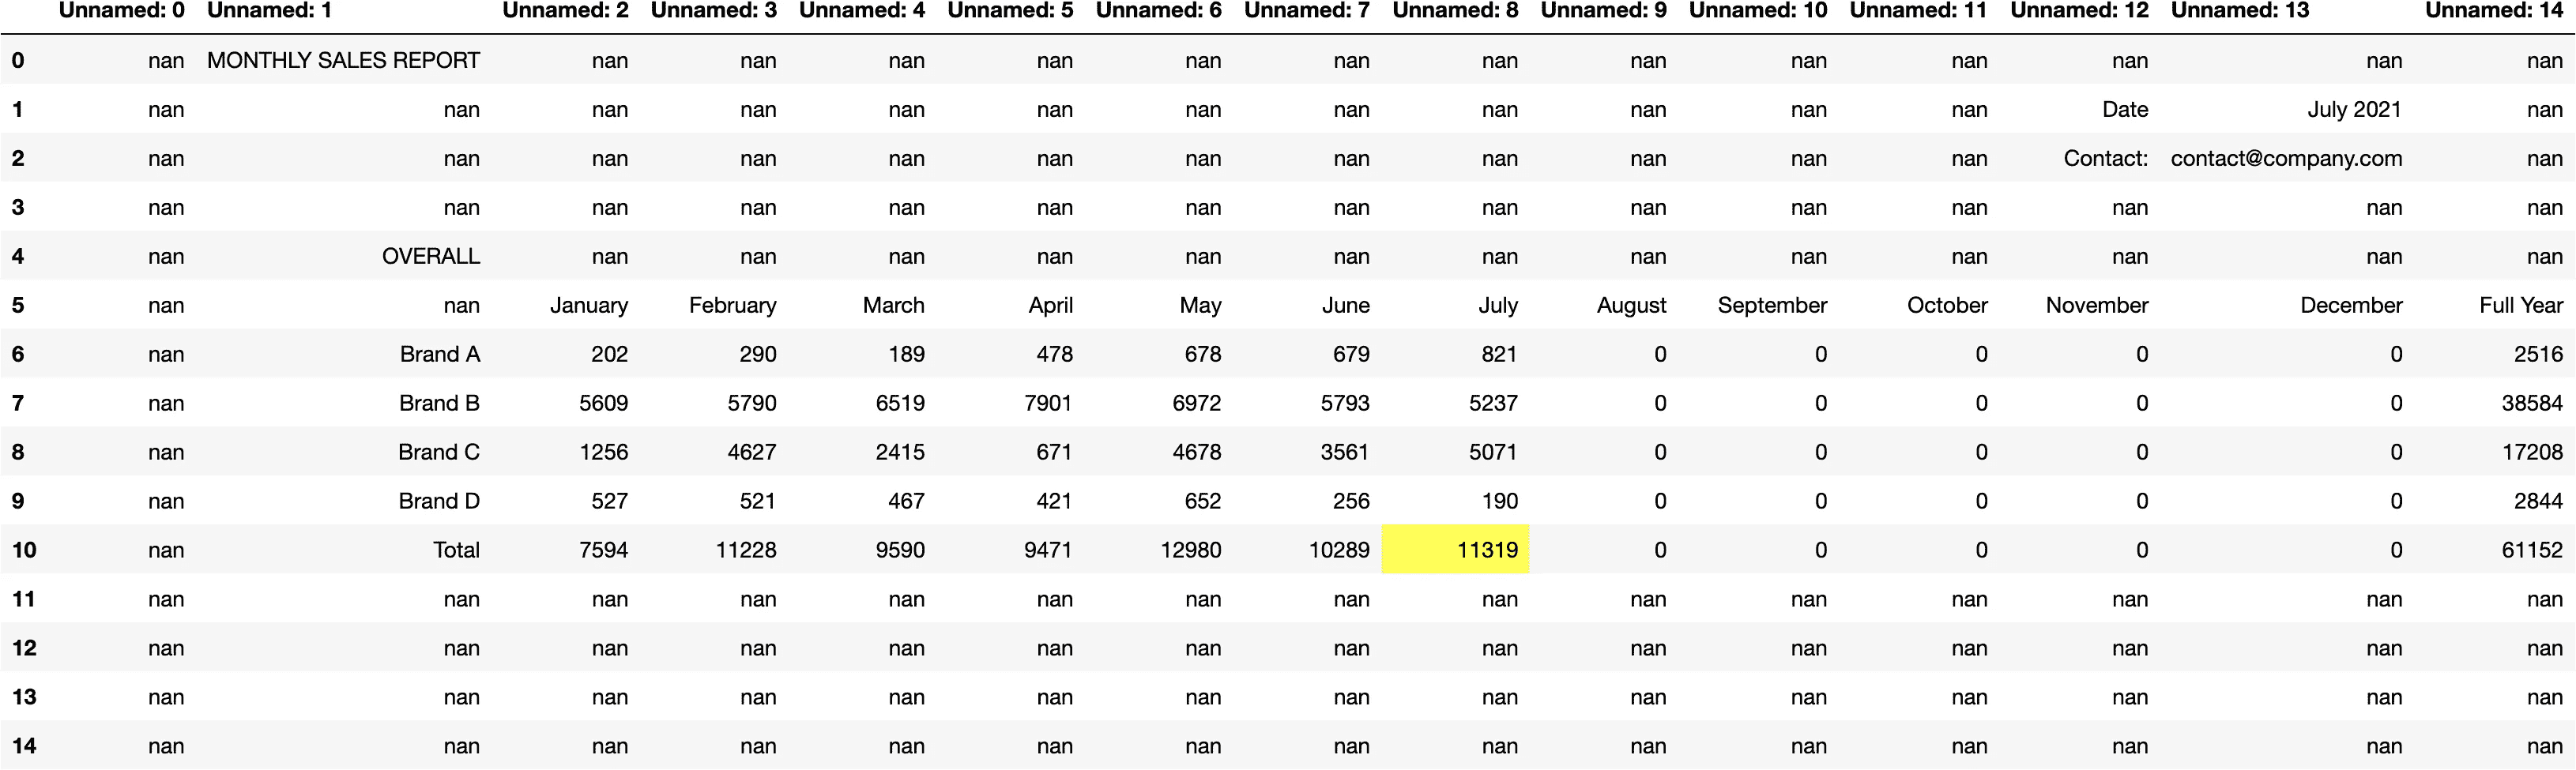 Unnamed: 0 Unnamed: 1 Unnamed: 2 Unnamed: 3 Unnamed: 4 Unnamed: 5 Unnamed: 6 Unnamed: 7 Unnamed: 8 Unnamed: 9 Unnamed: 10 Unnamed: 11 Unnamed: 12 Unnamed: 13 Unnamed: 14
0 nan MONTHLY SALES REPORT nan nan nan nan nan nan nan nan nan nan nan nan nan
1 nan nan nan nan nan nan nan nan nan nan nan nan Date July 2021 nan
2 nan nan nan nan nan nan nan nan nan nan nan nan Contact: contact@company.com nan
3 nan nan nan nan nan nan nan nan nan nan nan nan nan nan nan
4 nan OVERALL nan nan nan nan nan nan nan nan nan nan nan nan nan
5 nan nan January February March April May June July August September October November December Full Year
6 nan Brand A 202 290 189 478 678 679 821 0 0 0 0 0 2516
7 nan Brand B 5609 5790 6519 7901 6972 5793 5237 0 0 0 0 0 38584
8 nan Brand C 1256 4627 2415 671 4678 3561 5071 0 0 0 0 0 17208
9 nan Brand D 527 521 467 421 652 256 190 0 0 0 0 0 2844
10 nan Total 7594 11228 9590 9471 12980 10289 11319 0 0 0 0 0 61152
11 nan nan nan nan nan nan nan nan nan nan nan nan nan nan nan
12 nan nan nan nan nan nan nan nan nan nan nan nan nan nan nan
13 nan nan nan nan nan nan nan nan nan nan nan nan nan nan nan
14 nan nan nan nan nan nan nan nan nan nan nan nan nan nan nan